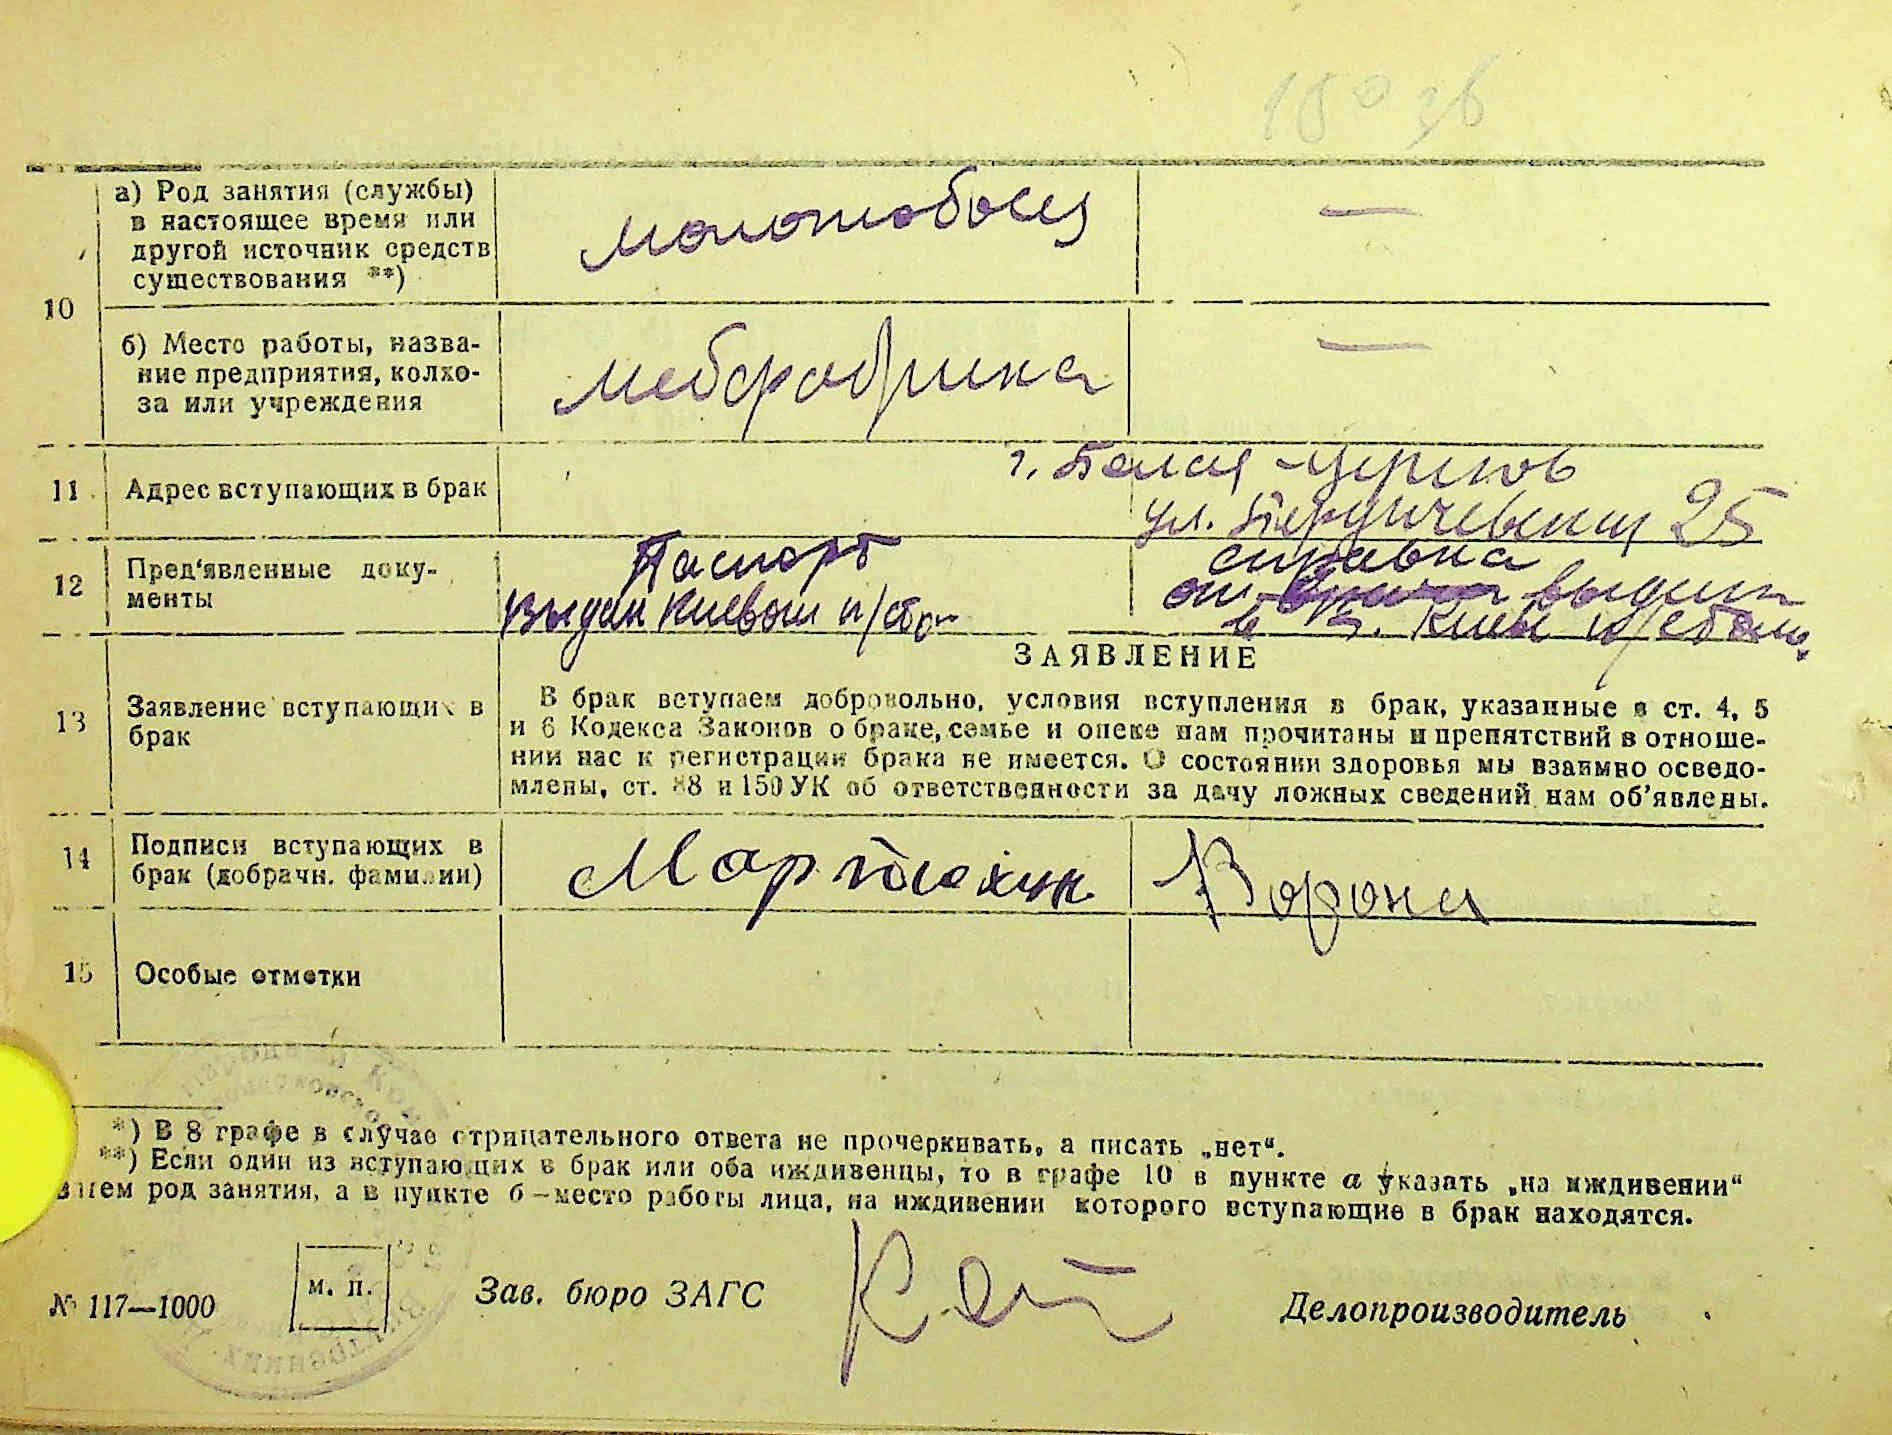 а) Род занятия (службы)
в настоящее время или
другой источник средств
существования **)
молотобоец
—
10
б) Место работы, назва-
ние предприятия, колхо-
за или учреждения
мебфабрика
—
11
Адрес вступающих в брак
г. Белая-Церковь
ул. Бердичевская 25
12
Пред'явленные доку-
менты
Паспорт
выдан Киевом
справка
13
Заявление вступающих в
брак
ЗАЯВЛЕНИЕ
В брак вступаем добровольно, условия вступления в брак, указанные в ст. 4, 5
и 6 Кодекса Законов о браке, семье и опеке нам прочитаны и препятствий в отноше-
нии нас к регистрации брака не имеется. О состоянии здоровья мы взаимно осведо-
млены, ст. 88 и 150 УК об ответственности за дачу ложных сведений нам об'явлены.
14
Подписи вступающих в
брак (добрачн. фамилии)
Ворона
15
Особые отметки
*) В 8 графе в случае отрицательного ответа не прочеркивать, а писать „нет“.
**) Если один из вступающих в брак или оба иждивенцы, то в графе 10 в пункте а указать „на иждивении“
в нем род занятия, а в пункте б—место работы лица, на иждивении которого вступающие в брак находятся.
№ 117—1000
м. п.
Зав. бюро ЗАГС
Делопроизводитель